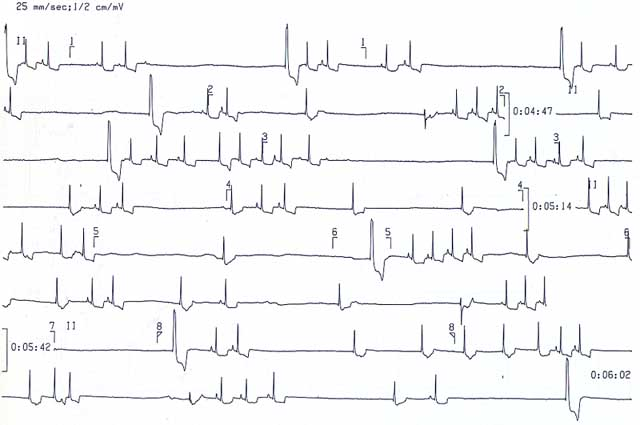 25 mm/sec;1/2 cm/mV
II 1 1
2 2 0:04:47 II
3 3
4 4 0:05:14 II
5 6 5 6
0:05:42 7 II 8 8
0:06:02